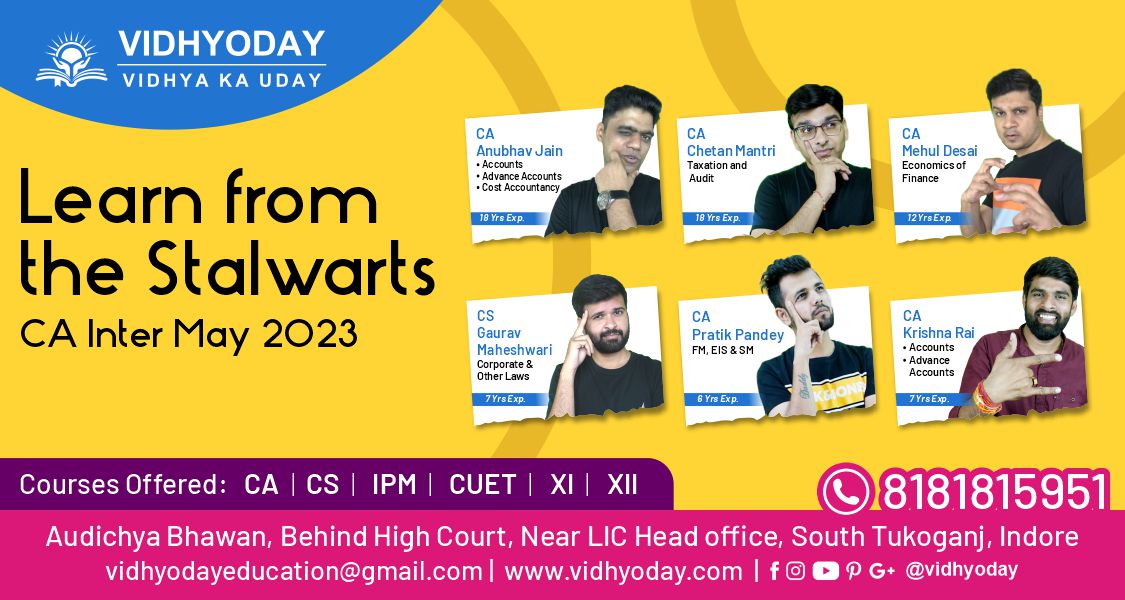 VIDHYODAY
VIDHYA KA UDAY
Learn from
the Stalwarts
CA Inter May 2023
CA
Anubhav Jain
• Accounts
• Advance Accounts
• Cost Accountancy
18 Yrs Exp.
CA
Chetan Mantri
Taxation and
Audit
18 Yrs Exp.
CA
Mehul Desai
Economics of
Finance
12 Yrs Exp.
CS
Gaurav
Maheshwari
Corporate &
Other Laws
7 Yrs Exp.
CA
Pratik Pandey
FM, EIS & SM
6 Yrs Exp.
CA
Krishna Rai
• Accounts
• Advance
Accounts
7 Yrs Exp.
Courses Offered: CA | CS | IPM | CUET | XI | XII
8181815951
Audichya Bhawan, Behind High Court, Near LIC Head office, South Tukoganj, Indore
vidhyodayeducation@gmail.com | www.vidhyoday.com | @vidhyoday